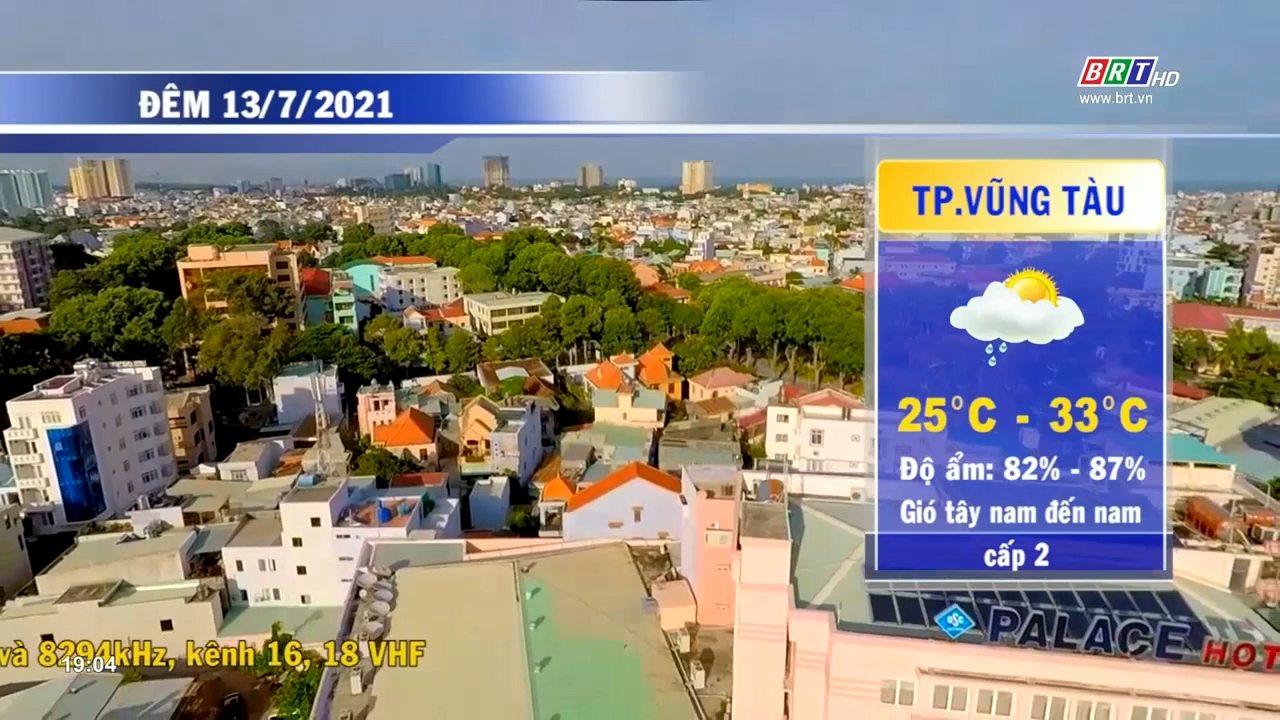 BRT HD
www.brt.vn
ĐÊM 13/7/2021
TP.VŨNG TÀU
25°C - 33°C
Độ ẩm: 82% - 87%
Gió tây nam đến nam
cấp 2
OSC
PALACE HOT
và 8294kHz, kênh 16, 18 VHF
19:04